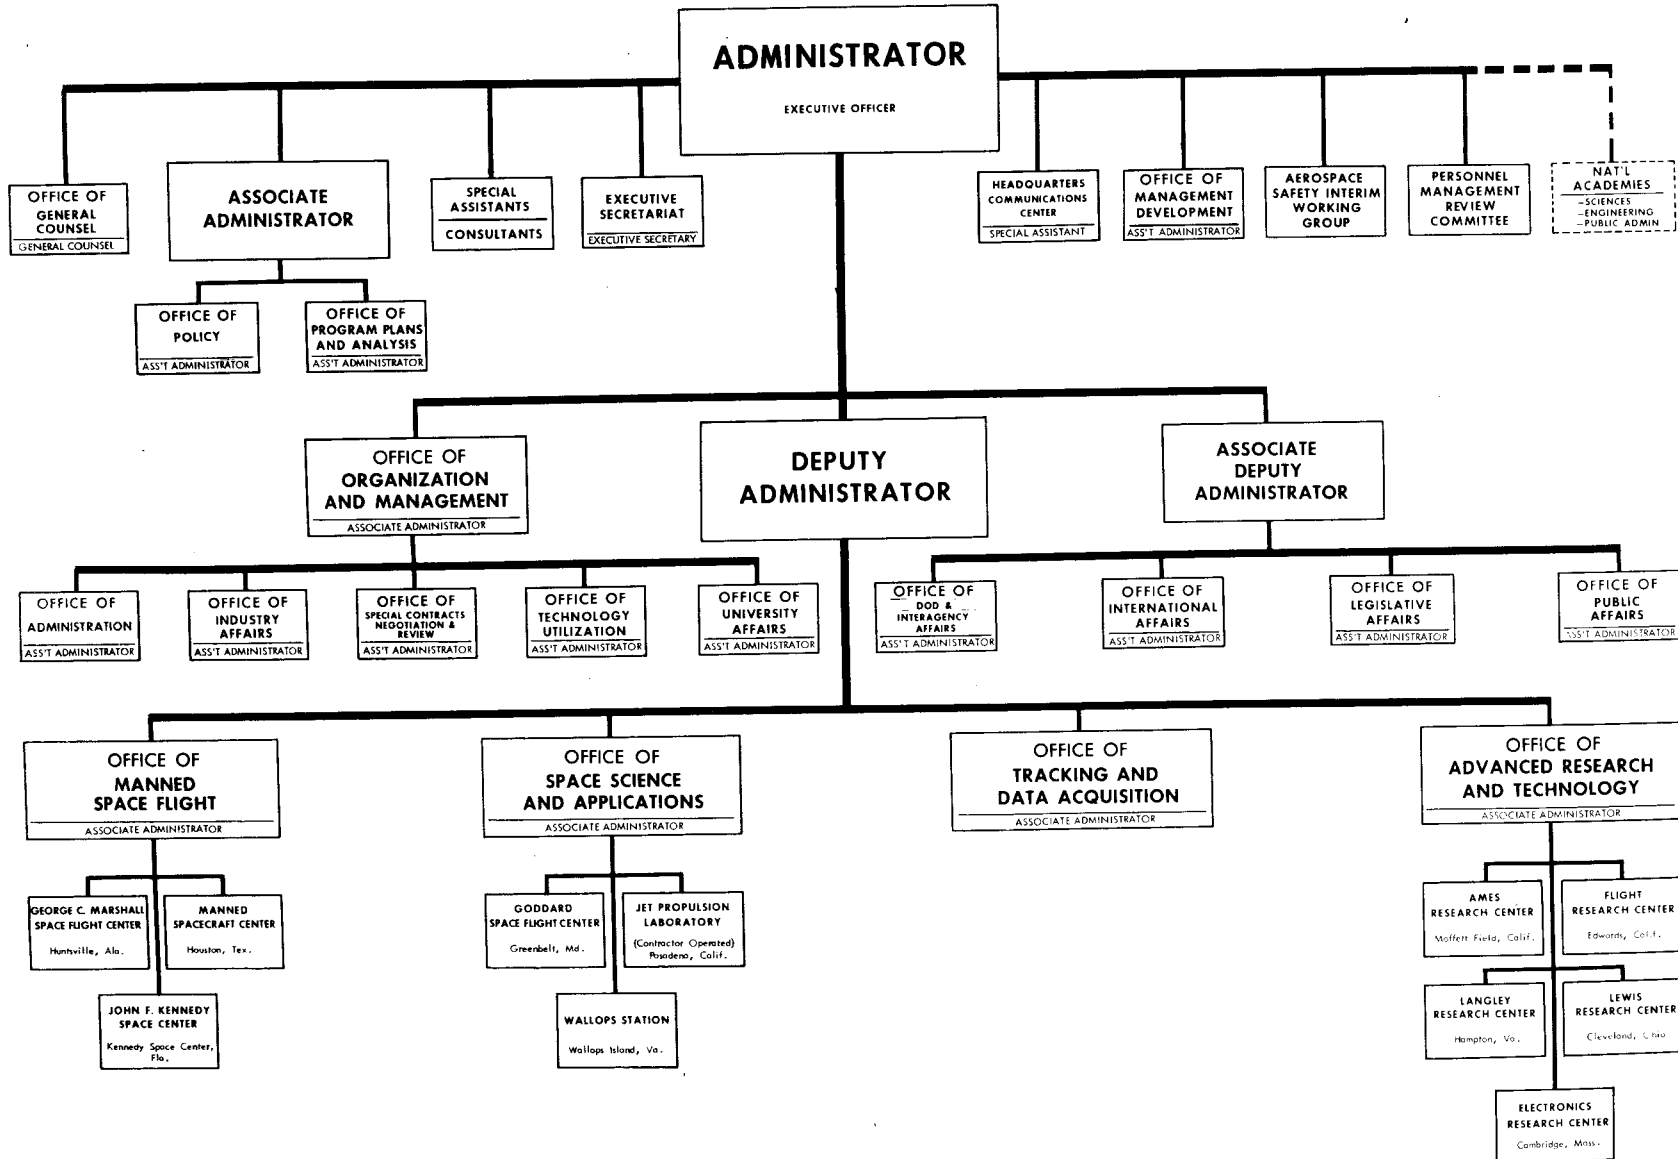 ADMINISTRATOR
EXECUTIVE OFFICER
OFFICE OF
GENERAL
COUNSEL
GENERAL COUNSEL
ASSOCIATE
ADMINISTRATOR
SPECIAL
ASSISTANTS
CONSULTANTS
EXECUTIVE
SECRETARIAT
EXECUTIVE SECRETARY
HEADQUARTERS
COMMUNICATIONS
CENTER
SPECIAL ASSISTANT
OFFICE OF
MANAGEMENT
DEVELOPMENT
ASS'T ADMINISTRATOR
AEROSPACE
SAFETY INTERIM
WORKING
GROUP
PERSONNEL
MANAGEMENT
REVIEW
COMMITTEE
NAT'L
ACADEMIES
-SCIENCES
-ENGINEERING
-PUBLIC ADMIN
OFFICE OF
POLICY
ASS'T ADMINISTRATOR
OFFICE OF
PROGRAM PLANS
AND ANALYSIS
ASS'T ADMINISTRATOR
OFFICE OF
ORGANIZATION
AND MANAGEMENT
ASSOCIATE ADMINISTRATOR
DEPUTY
ADMINISTRATOR
ASSOCIATE
DEPUTY
ADMINISTRATOR
OFFICE OF
ADMINISTRATION
ASS'T ADMINISTRATOR
OFFICE OF
INDUSTRY
AFFAIRS
ASS'T ADMINISTRATOR
OFFICE OF
SPECIAL CONTRACTS
NEGOTIATION &
REVIEW
ASS'T ADMINISTRATOR
OFFICE OF
TECHNOLOGY
UTILIZATION
ASS'T ADMINISTRATOR
OFFICE OF
UNIVERSITY
AFFAIRS
ASS'T ADMINISTRATOR
OFFICE OF
DOD &
INTERAGENCY
AFFAIRS
ASS'T ADMINISTRATOR
OFFICE OF
INTERNATIONAL
AFFAIRS
ASS'T ADMINISTRATOR
OFFICE OF
LEGISLATIVE
AFFAIRS
ASS'T ADMINISTRATOR
OFFICE OF
PUBLIC
AFFAIRS
ASS'T ADMINISTRATOR
OFFICE OF
MANNED
SPACE FLIGHT
ASSOCIATE ADMINISTRATOR
OFFICE OF
SPACE SCIENCE
AND APPLICATIONS
ASSOCIATE ADMINISTRATOR
OFFICE OF
TRACKING AND
DATA ACQUISITION
ASSOCIATE ADMINISTRATOR
OFFICE OF
ADVANCED RESEARCH
AND TECHNOLOGY
ASSOCIATE ADMINISTRATOR
GEORGE C. MARSHALL
SPACE FLIGHT CENTER
Huntsville, Ala.
MANNED
SPACECRAFT CENTER
Houston, Tex.
JOHN F. KENNEDY
SPACE CENTER
Kennedy Space Center,
Fla.
GODDARD
SPACE FLIGHT CENTER
Greenbelt, Md.
JET PROPULSION
LABORATORY
(Contractor Operated)
Pasadena, Calif.
WALLOPS STATION
Wallops Island, Va.
AMES
RESEARCH CENTER
Moffett Field, Calif.
FLIGHT
RESEARCH CENTER
Edwards, Calif.
LANGLEY
RESEARCH CENTER
Hampton, Va.
LEWIS
RESEARCH CENTER
Cleveland, Ohio
ELECTRONICS
RESEARCH CENTER
Cambridge, Mass.